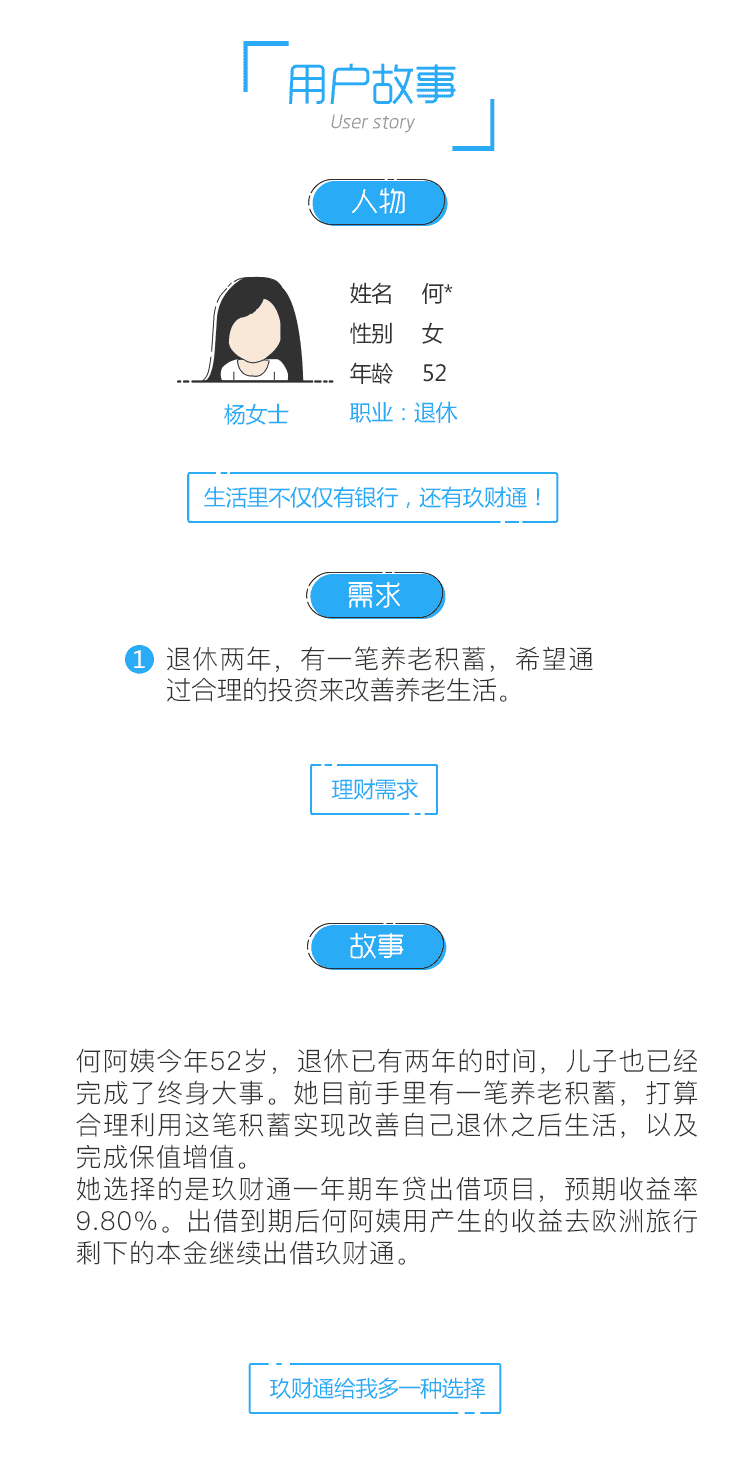 用户故事
User story
人物
姓名 何*
性别 女
年龄 52
杨女士 职业：退休
生活里不仅仅有银行，还有玖财通！
需求
1 退休两年，有一笔养老积蓄，希望通
过合理的投资来改善养老生活。
理财需求
故事
何阿姨今年52岁，退休已有两年的时间，儿子也已经
完成了终身大事。她目前手里有一笔养老积蓄，打算
合理利用这笔积蓄实现改善自己退休之后生活，以及
完成保值增值。
她选择的是玖财通一年期车贷出借项目，预期收益率
9.80%。出借到期后何阿姨用产生的收益去欧洲旅行
剩下的本金继续出借玖财通。
玖财通给我多一种选择